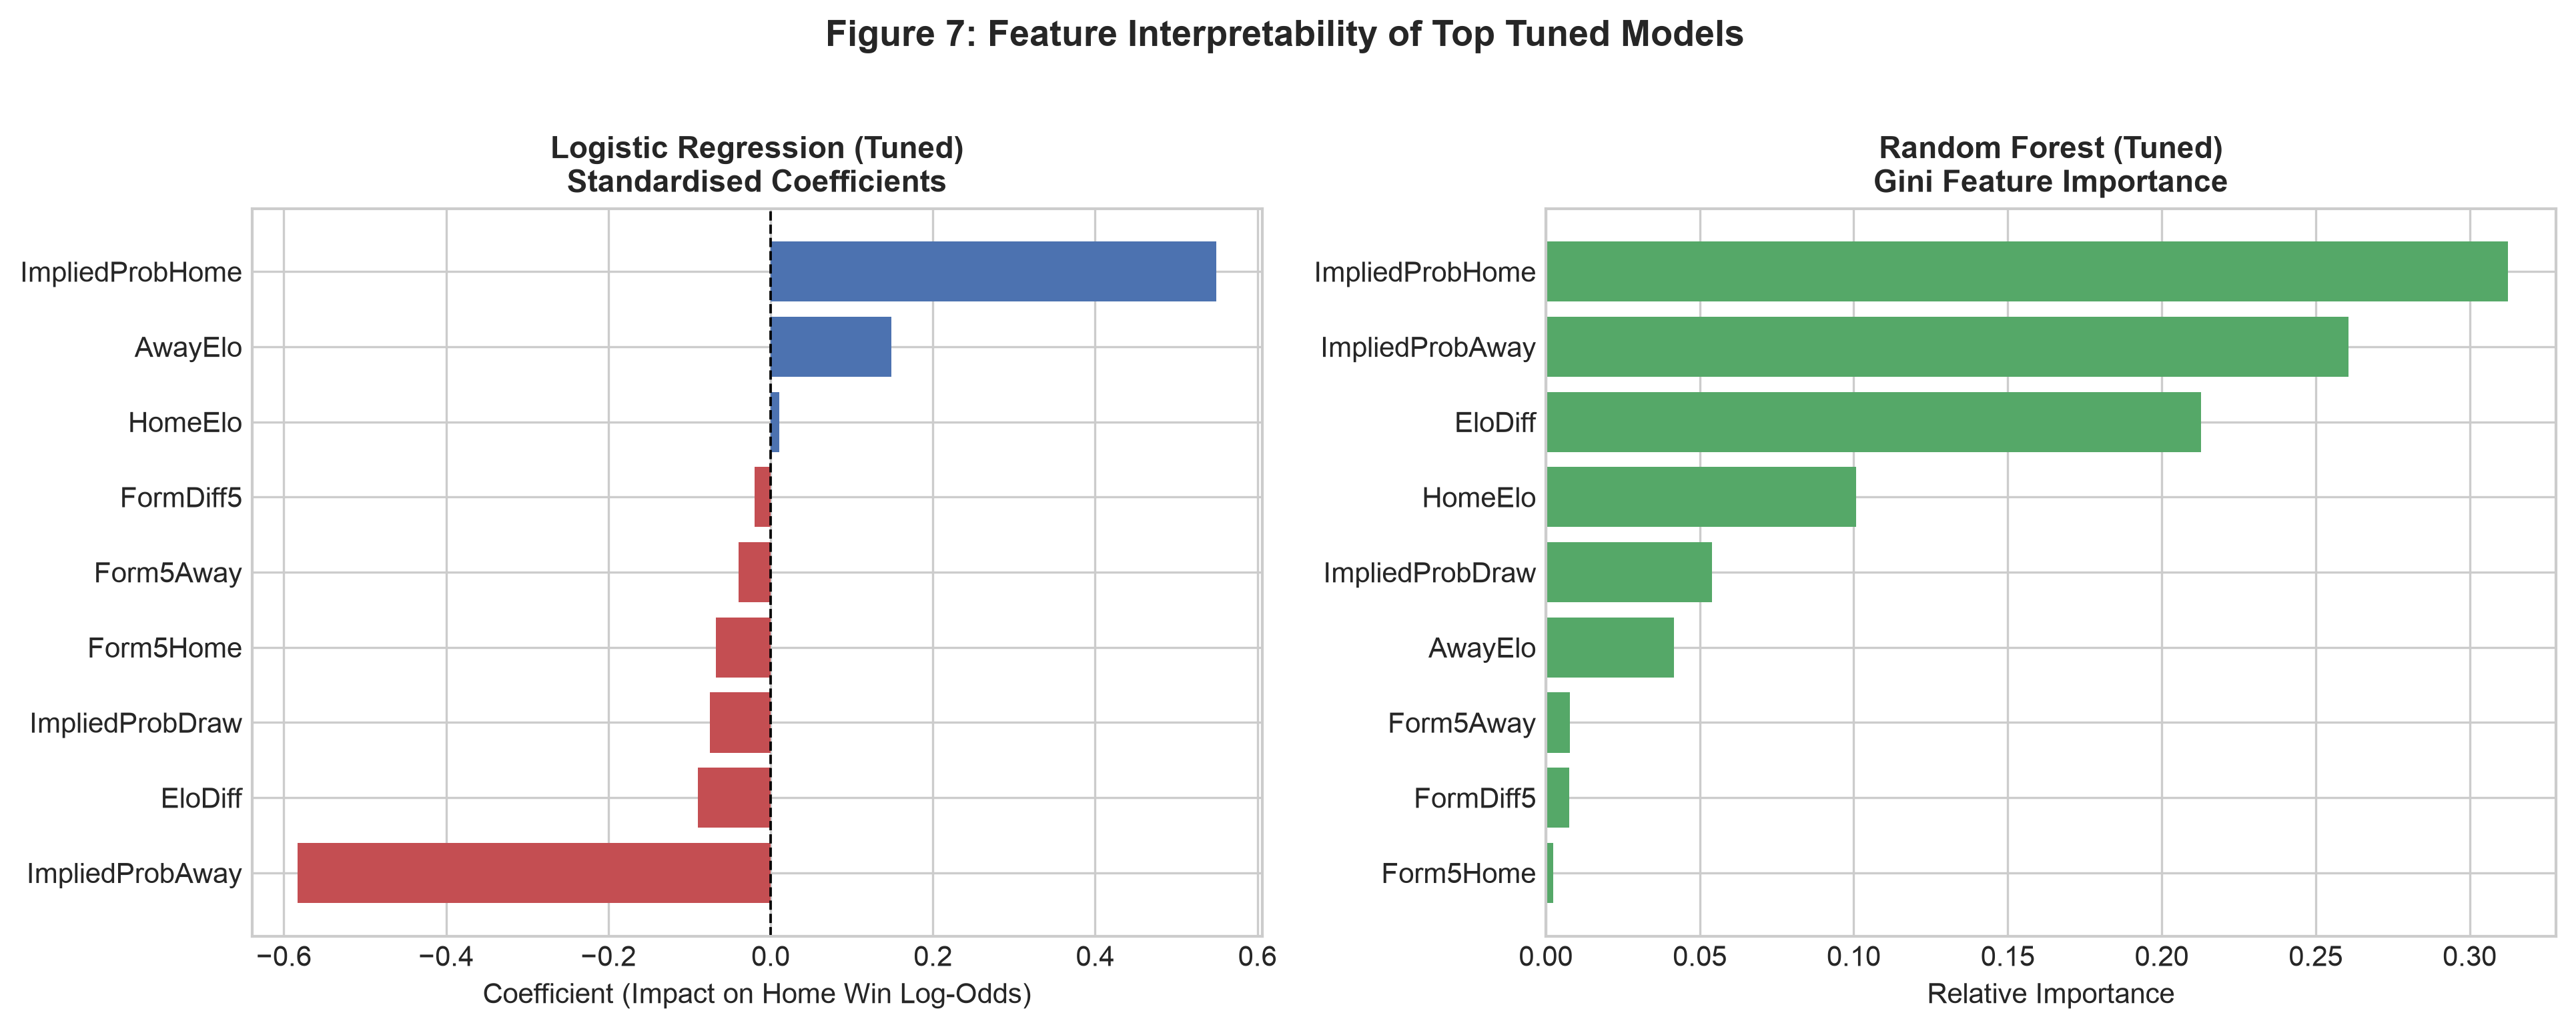 Figure 7: Feature Interpretability of Top Tuned Models
Logistic Regression (Tuned)
Standardised Coefficients
ImpliedProbHome
AwayElo
HomeElo
FormDiff5
Form5Away
Form5Home
ImpliedProbDraw
EloDiff
ImpliedProbAway
−0.6 −0.4 −0.2 0.0 0.2 0.4 0.6
Coefficient (Impact on Home Win Log-Odds)
Random Forest (Tuned)
Gini Feature Importance
ImpliedProbHome
ImpliedProbAway
EloDiff
HomeElo
ImpliedProbDraw
AwayElo
Form5Away
FormDiff5
Form5Home
0.00 0.05 0.10 0.15 0.20 0.25 0.30
Relative Importance